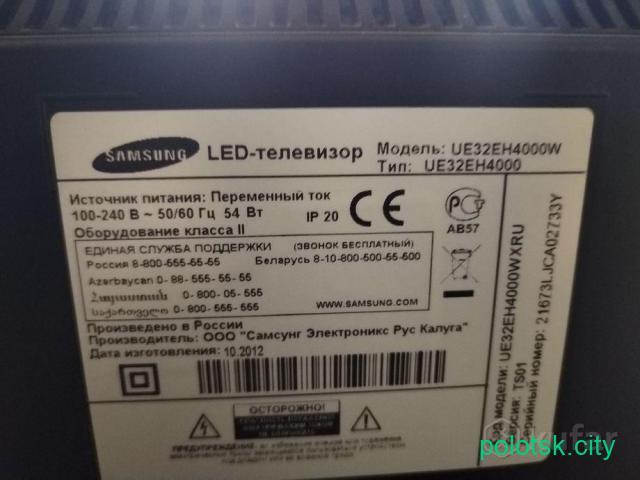 SAMSUNG
LED-телевизор
Модель: UE32EH4000W
Тип: UE32EH4000
Источник питания: Переменный ток
100-240 В ~ 50/60 Гц 54 Вт
IP 20
Оборудование класса II
CE
АВ57
ЕДИНАЯ СЛУЖБА ПОДДЕРЖКИ (ЗВОНОК БЕСПЛАТНЫЙ)
Россия 8-800-555-55-55 Беларусь 8-10-800-500-55-500
Azerbaycan 0-88-555-55-55
Հայաստան 0-800-05-555
საქართველო 0-800-555-555
WWW.SAMSUNG.COM
Произведено в России
Производитель: ООО "Самсунг Электроникс Рус Калуга"
Дата изготовления: 10.2012
ОСТОРОЖНО!
ПРЕДУПРЕЖДЕНИЕ:
Код модели: UE32EH4000WXRU
Версия: TS01
Серийный номер: 21673LJCA02733Y
kufar
polotsk.city